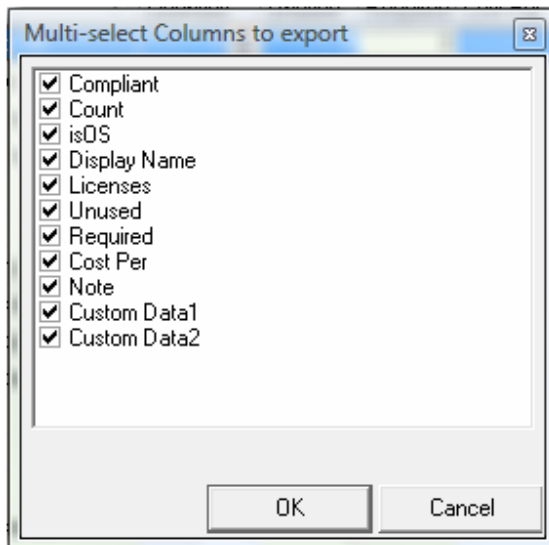 Multi-select Columns to export
Compliant
Count
isOS
Display Name
Licenses
Unused
Required
Cost Per
Note
Custom Data1
Custom Data2
OK
Cancel